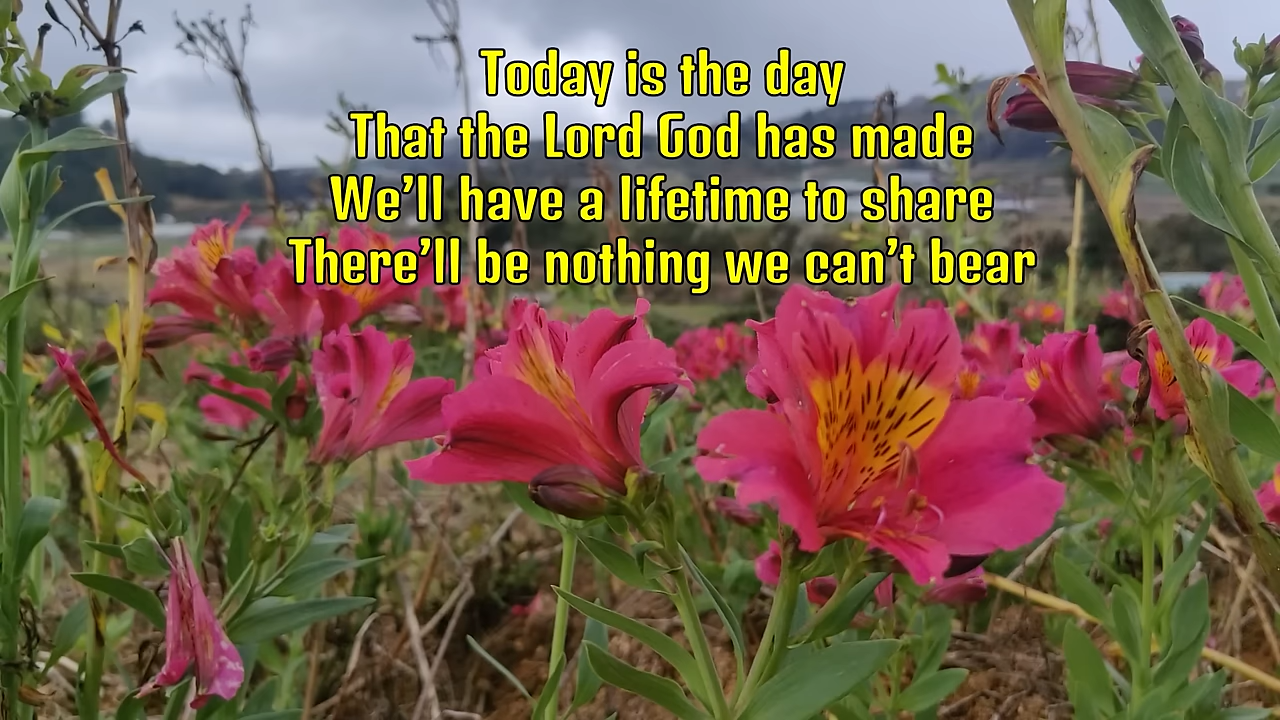 Today is the day
That the Lord God has made
We’ll have a lifetime to share
There’ll be nothing we can’t bear